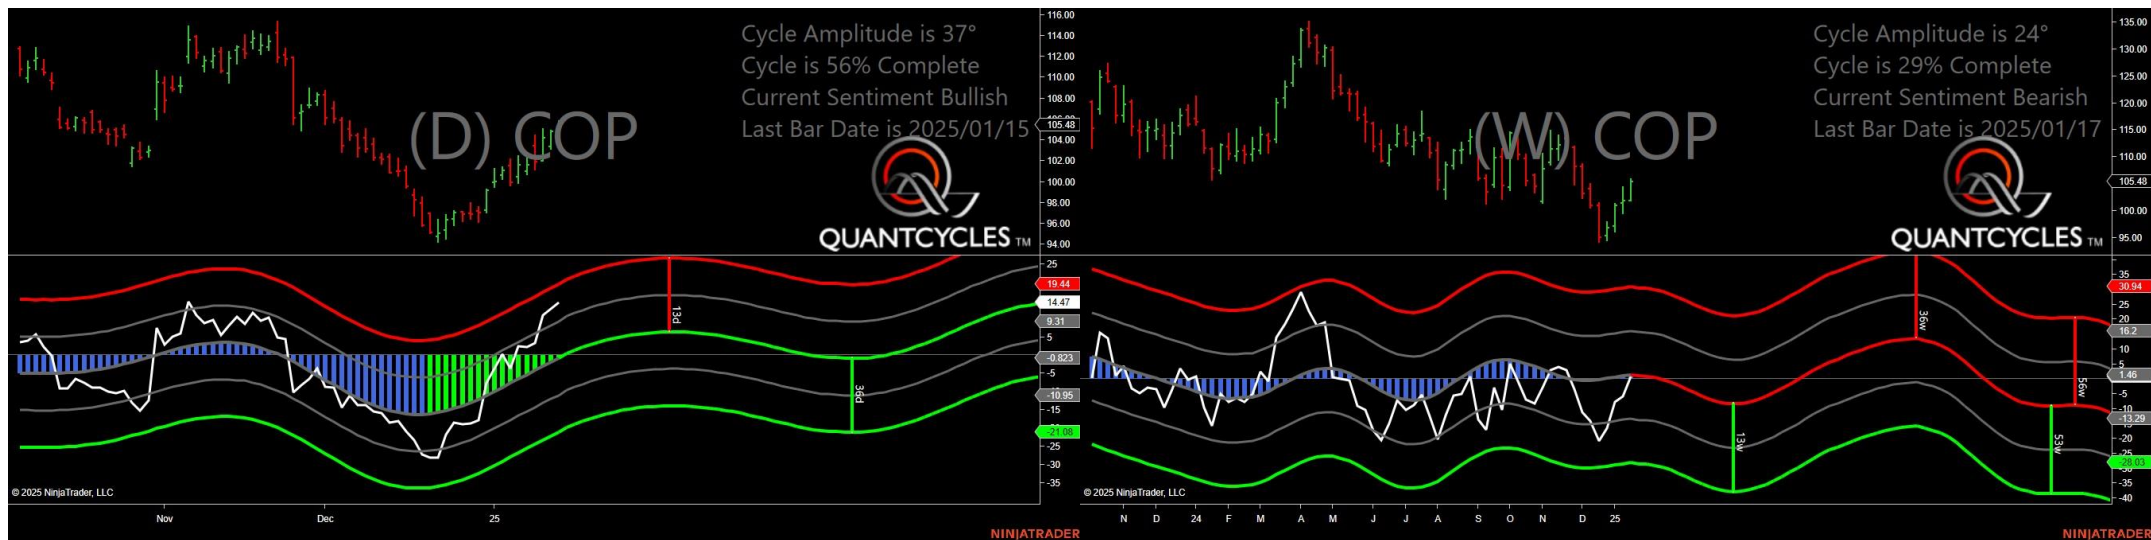 116.00
Cycle Amplitude is 37°
114.00
112.00
Cycle is 56% Complete
110.00
Current Sentiment Bullish
108.00
(D) COP
Last Bar Date is 2025/01/15
105.48
104.00
102.00
100.00
98.00
96.00
QUANTCYCLES TM
94.00
25
19.44
14.47
13d
9.31
5
-0.823
-5
36d
-10.95
-15
-21.08
-25
-30
-35
© 2025 NinjaTrader, LLC
Nov
Dec
25
NINJATRADER
135.00
Cycle Amplitude is 24°
130.00
Cycle is 29% Complete
125.00
Current Sentiment Bearish
120.00
(W) COP
Last Bar Date is 2025/01/17
115.00
110.00
105.48
100.00
QUANTCYCLES TM
95.00
35
30.94
36w
20
16.2
10
5
1.46
56w
-5
-10
-13.29
-20
13w
53w
-28.03
-35
-40
© 2025 NinjaTrader, LLC
N
D
24
F
M
A
M
J
J
A
S
O
N
D
25
NINJATRADER